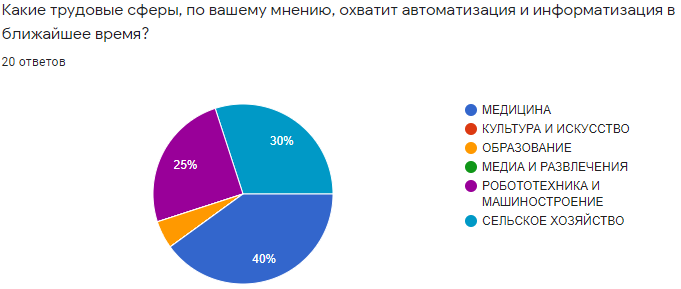 Какие трудовые сферы, по вашему мнению, охватит автоматизация и информатизация в
ближайшее время?
20 ответов
30%
25%
40%
МЕДИЦИНА
КУЛЬТУРА И ИСКУССТВО
ОБРАЗОВАНИЕ
МЕДИА И РАЗВЛЕЧЕНИЯ
РОБОТОТЕХНИКА И
МАШИНОСТРОЕНИЕ
СЕЛЬСКОЕ ХОЗЯЙСТВО